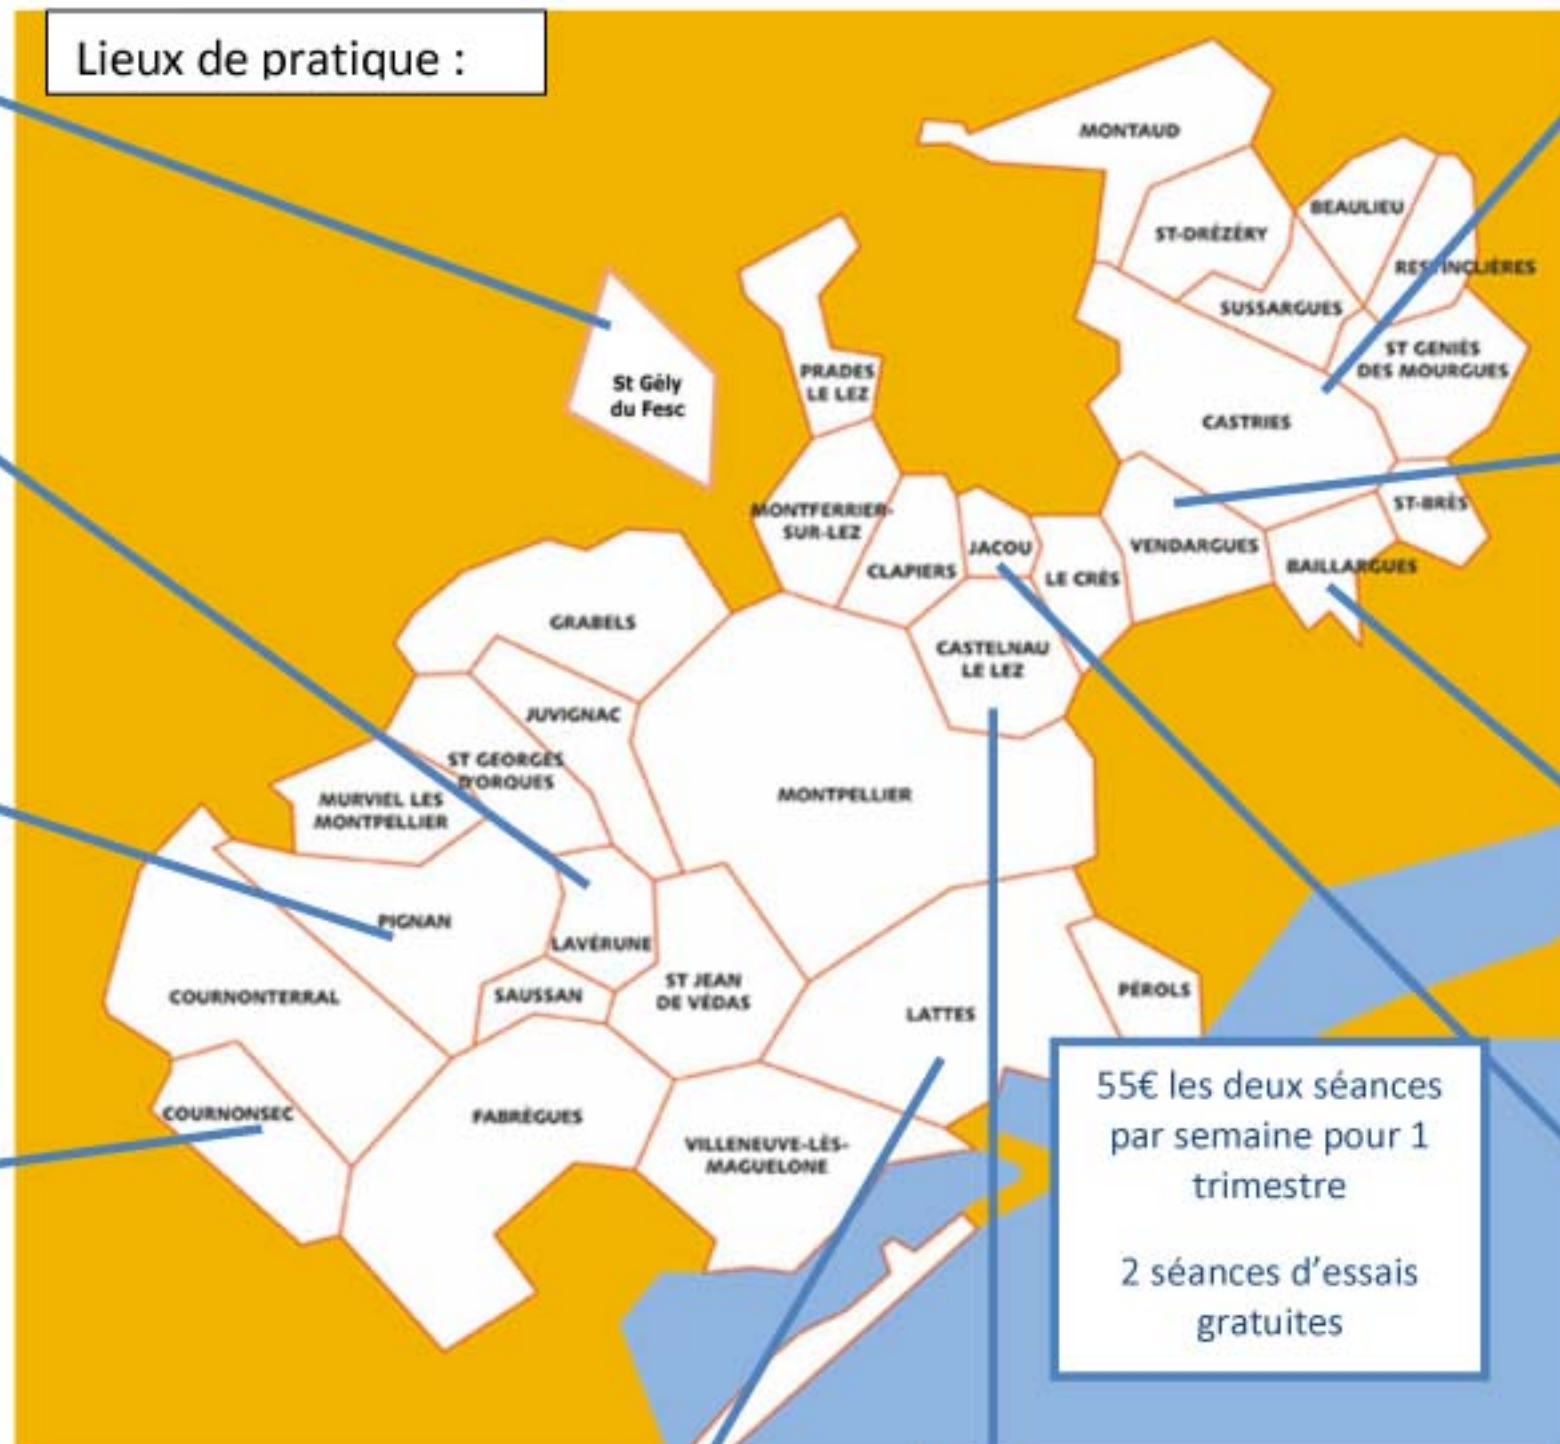 Lieux de pratique :
MONTAUD
BEAULIEU
ST-DRÉZÉRY
RESTINCLIÈRES
SUSSARGUES
ST GENIÈS
DES MOURGUES
St Gély
du Fesc
PRADES
LE LEZ
CASTRIES
ST-BRÈS
MONTFERRIER-
SUR-LEZ
JACOU
VENDARGUES
CLAPIERS
LE CRÈS
BAILLARGUES
GRABELS
CASTELNAU
LE LEZ
JUVIGNAC
ST GEORGES
D'ORQUES
MURVIEL LES
MONTPELLIER
MONTPELLIER
PIGNAN
LAVÉRUNE
COURNONTERRAL
SAUSSAN
ST JEAN
DE VÉDAS
PÉROLS
LATTES
COURNONSEC
FABRÈGUES
VILLENEUVE-LÈS-
MAGUELONE
55€ les deux séances
par semaine pour 1
trimestre
2 séances d'essais
gratuites